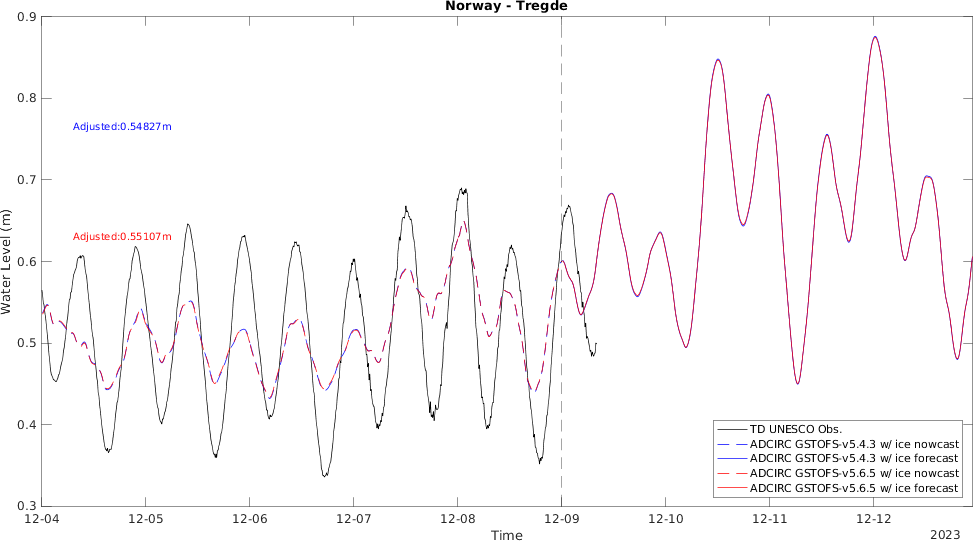 Norway - Tregde
0.9
0.8
0.7
0.6
0.5
0.4
0.3
Water Level (m)
Adjusted:0.54827m
Adjusted:0.55107m
TD UNESCO Obs.
ADCIRC GSTOFS-v5.4.3 w/ ice nowcast
ADCIRC GSTOFS-v5.4.3 w/ ice forecast
ADCIRC GSTOFS-v5.6.5 w/ ice nowcast
ADCIRC GSTOFS-v5.6.5 w/ ice forecast
12-04 12-05 12-06 12-07 12-08 12-09 12-10 12-11 12-12
Time
2023